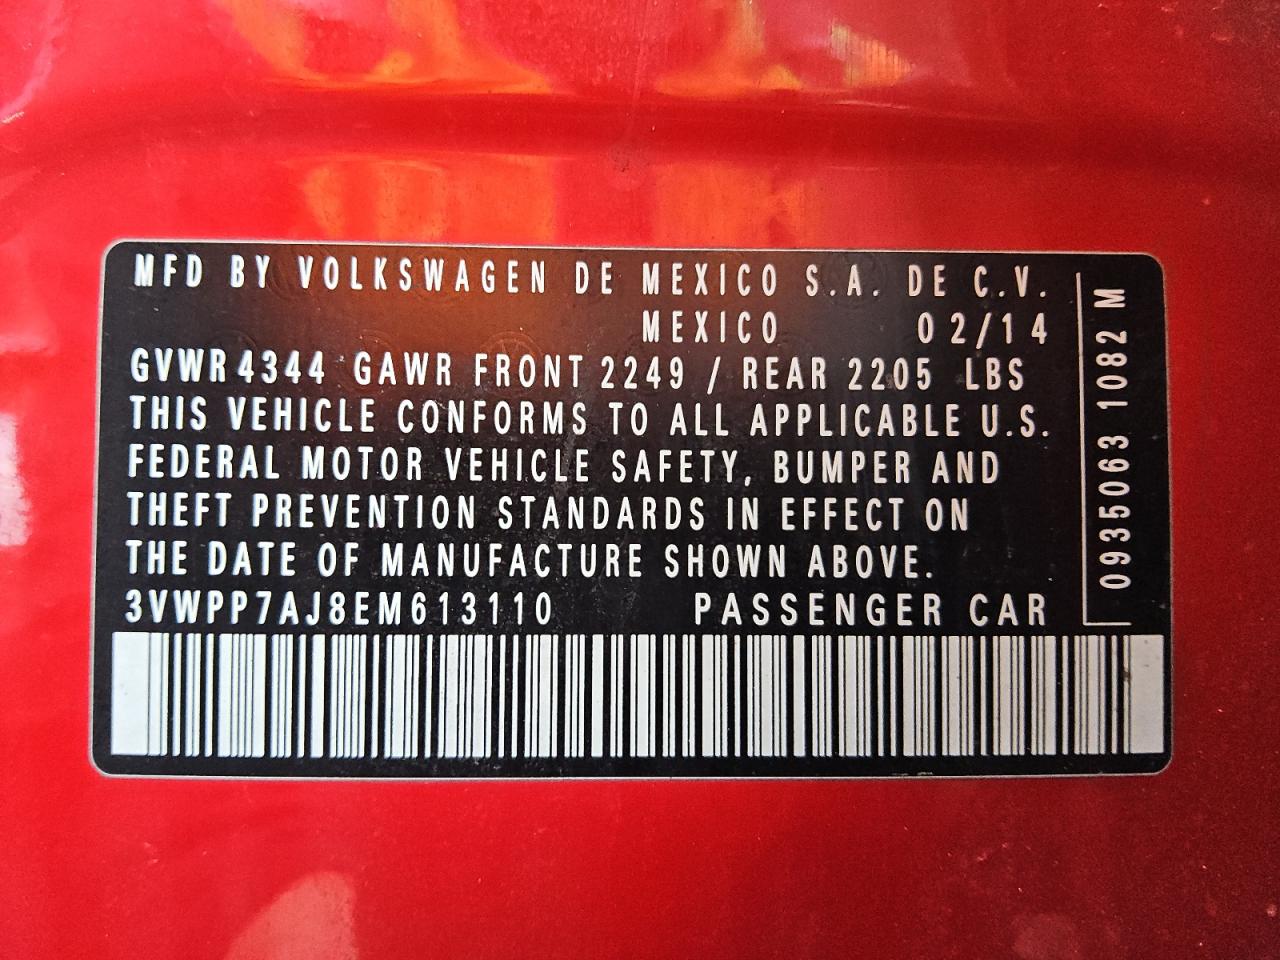 MFD BY VOLKSWAGEN DE MEXICO S.A. DE C.V.
MEXICO 02/14
GVWR 4344 GAWR FRONT 2249 / REAR 2205 LBS
THIS VEHICLE CONFORMS TO ALL APPLICABLE U.S.
FEDERAL MOTOR VEHICLE SAFETY, BUMPER AND
THEFT PREVENTION STANDARDS IN EFFECT ON
THE DATE OF MANUFACTURE SHOWN ABOVE.
3VWPP7AJ8EM613110 PASSENGER CAR
0935063 1082 M